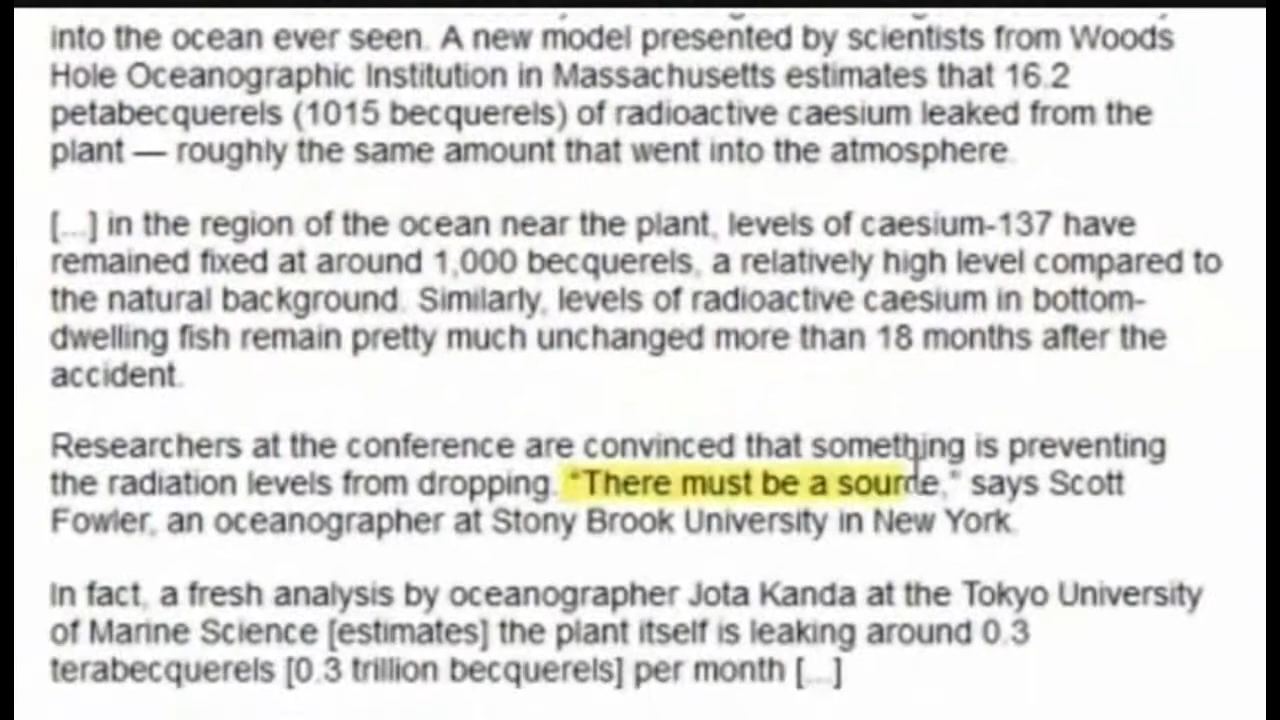 into the ocean ever seen. A new model presented by scientists from Woods
Hole Oceanographic Institution in Massachusetts estimates that 16.2
petabecquerels (1015 becquerels) of radioactive caesium leaked from the
plant — roughly the same amount that went into the atmosphere.
[...] in the region of the ocean near the plant, levels of caesium-137 have
remained fixed at around 1,000 becquerels, a relatively high level compared to
the natural background. Similarly, levels of radioactive caesium in bottom-
dwelling fish remain pretty much unchanged more than 18 months after the
accident.
Researchers at the conference are convinced that something is preventing
the radiation levels from dropping. “There must be a source,” says Scott
Fowler, an oceanographer at Stony Brook University in New York.
In fact, a fresh analysis by oceanographer Jota Kanda at the Tokyo University
of Marine Science [estimates] the plant itself is leaking around 0.3
terabecquerels [0.3 trillion becquerels] per month [...]